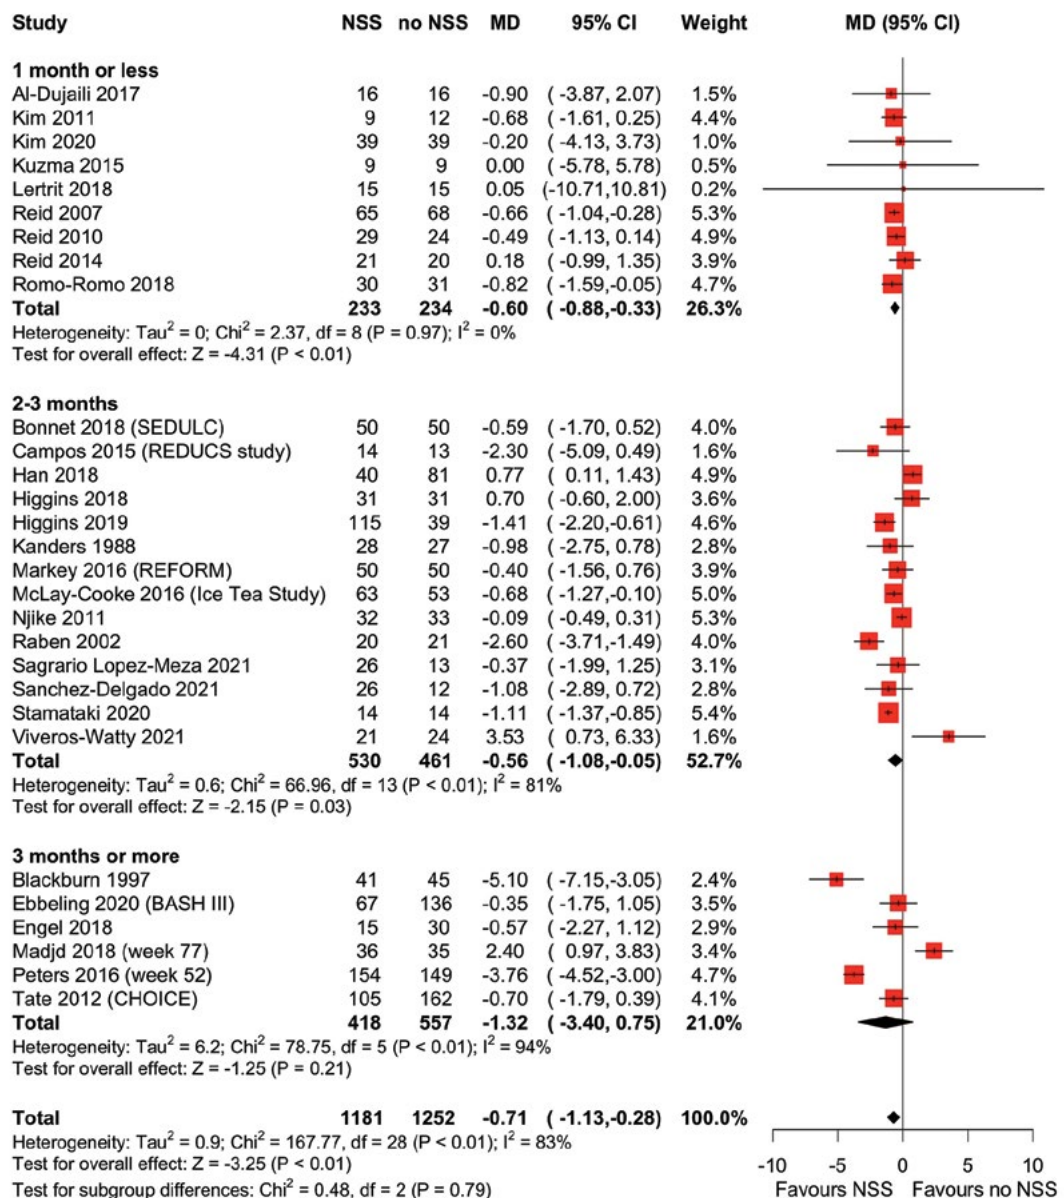 Study NSS no NSS MD 95% CI Weight MD (95% CI)
1 month or less
Al-Dujaili 2017 16 16 -0.90 ( -3.87, 2.07) 1.5%
Kim 2011 9 12 -0.68 ( -1.61, 0.25) 4.4%
Kim 2020 39 39 -0.20 ( -4.13, 3.73) 1.0%
Kuzma 2015 9 9 0.00 ( -5.78, 5.78) 0.5%
Lertrit 2018 15 15 0.05 (-10.71,10.81) 0.2%
Reid 2007 65 68 -0.66 ( -1.04,-0.28) 5.3%
Reid 2010 29 24 -0.49 ( -1.13, 0.14) 4.9%
Reid 2014 21 20 0.18 ( -0.99, 1.35) 3.9%
Romo-Romo 2018 30 31 -0.82 ( -1.59,-0.05) 4.7%
Total 233 234 -0.60 ( -0.88,-0.33) 26.3%
Heterogeneity: Tau² = 0; Chi² = 2.37, df = 8 (P = 0.97); I² = 0%
Test for overall effect: Z = -4.31 (P < 0.01)
2-3 months
Bonnet 2018 (SEDULC) 50 50 -0.59 ( -1.70, 0.52) 4.0%
Campos 2015 (REDUCS study) 14 13 -2.30 ( -5.09, 0.49) 1.6%
Han 2018 40 81 0.77 ( 0.11, 1.43) 4.9%
Higgins 2018 31 31 0.70 ( -0.60, 2.00) 3.6%
Higgins 2019 115 39 -1.41 ( -2.20,-0.61) 4.6%
Kanders 1988 28 27 -0.98 ( -2.75, 0.78) 2.8%
Markey 2016 (REFORM) 50 50 -0.40 ( -1.56, 0.76) 3.9%
McLay-Cooke 2016 (Ice Tea Study) 63 53 -0.68 ( -1.27,-0.10) 5.0%
Njike 2011 32 33 -0.09 ( -0.49, 0.31) 5.3%
Raben 2002 20 21 -2.60 ( -3.71,-1.49) 4.0%
Sagrario Lopez-Meza 2021 26 13 -0.37 ( -1.99, 1.25) 3.1%
Sanchez-Delgado 2021 26 12 -1.08 ( -2.89, 0.72) 2.8%
Stamataki 2020 14 14 -1.11 ( -1.37,-0.85) 5.4%
Viveros-Watty 2021 21 24 3.53 ( 0.73, 6.33) 1.6%
Total 530 461 -0.56 ( -1.08,-0.05) 52.7%
Heterogeneity: Tau² = 0.6; Chi² = 66.96, df = 13 (P < 0.01); I² = 81%
Test for overall effect: Z = -2.15 (P = 0.03)
3 months or more
Blackburn 1997 41 45 -5.10 ( -7.15,-3.05) 2.4%
Ebbeling 2020 (BASH III) 67 136 -0.35 ( -1.75, 1.05) 3.5%
Engel 2018 15 30 -0.57 ( -2.27, 1.12) 2.9%
Madjd 2018 (week 77) 36 35 2.40 ( 0.97, 3.83) 3.4%
Peters 2016 (week 52) 154 149 -3.76 ( -4.52,-3.00) 4.7%
Tate 2012 (CHOICE) 105 162 -0.70 ( -1.79, 0.39) 4.1%
Total 418 557 -1.32 ( -3.40, 0.75) 21.0%
Heterogeneity: Tau² = 6.2; Chi² = 78.75, df = 5 (P < 0.01); I² = 94%
Test for overall effect: Z = -1.25 (P = 0.21)
Total 1181 1252 -0.71 ( -1.13,-0.28) 100.0%
Heterogeneity: Tau² = 0.9; Chi² = 167.77, df = 28 (P < 0.01); I² = 83%
Test for overall effect: Z = -3.25 (P < 0.01)
Test for subgroup differences: Chi² = 0.48, df = 2 (P = 0.79)
-10 -5 0 5 10
Favours NSS Favours no NSS